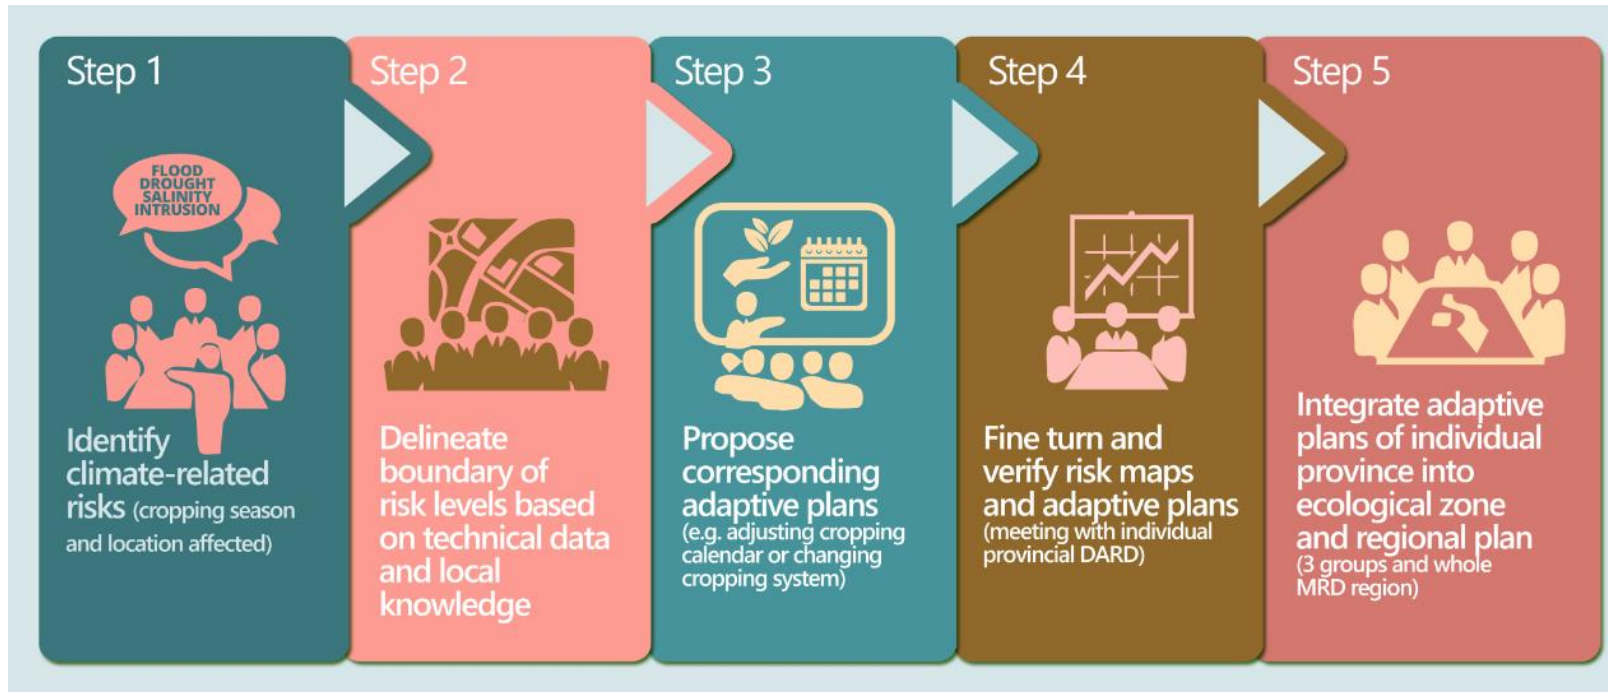 Step 1
FLOOD
DROUGHT
SALINITY
INTRUSION
Identify
climate-related
risks (cropping season
and location affected)
Step 2
Delineate
boundary of
risk levels based
on technical data
and local
knowledge
Step 3
Propose
corresponding
adaptive plans
(e.g. adjusting cropping
calendar or changing
cropping system)
Step 4
Fine turn and
verify risk maps
and adaptive plans
(meeting with individual
provincial DARD)
Step 5
Integrate adaptive
plans of individual
province into
ecological zone
and regional plan
(3 groups and whole
MRD region)